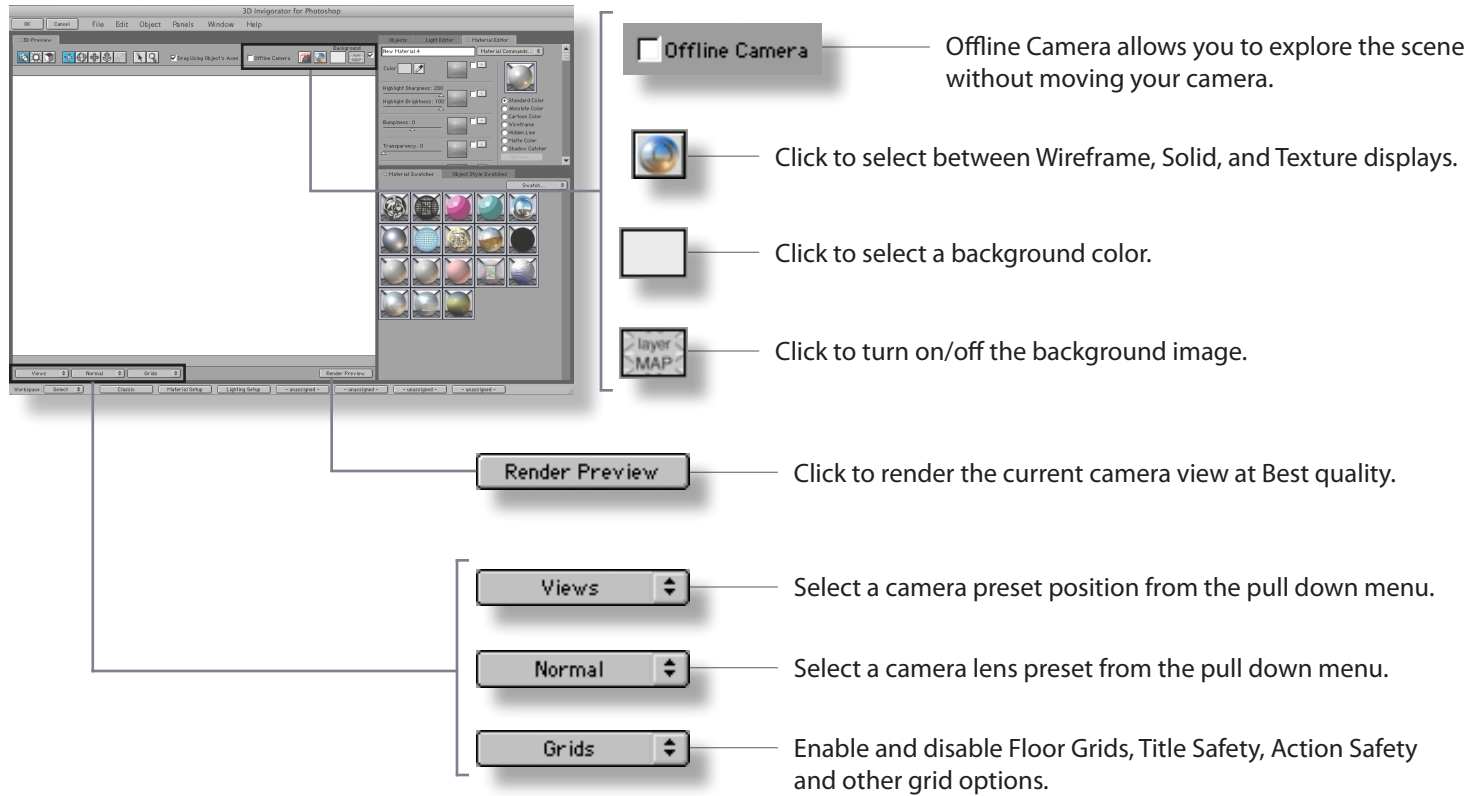 3D Invigorator for Photoshop
OK Cancel File Edit Object Panels Window Help
3D Preview
Drag Using Object's Axes Offline Camera Background
layer MAP
Objects Light Editor Material Editor
New Material 4 Material Commands...
Color
Highlight Sharpness: 200
Highlight Brightness: 100
Bumpiness: 0
Transparency: 0
Standard Color
Absolute Color
Cartoon Color
Wireframe
Hidden Line
Matte Color
Shadow Catcher
Material Swatches Object Style Swatches
Swatch...
Views Normal Grids Render Preview
Workspace: Select Classic Material Setup Lighting Setup - unassigned - - unassigned - - unassigned - - unassigned -
Offline Camera
Offline Camera allows you to explore the scene
without moving your camera.
Click to select between Wireframe, Solid, and Texture displays.
Click to select a background color.
layer
MAP
Click to turn on/off the background image.
Render Preview
Click to render the current camera view at Best quality.
Views
Select a camera preset position from the pull down menu.
Normal
Select a camera lens preset from the pull down menu.
Grids
Enable and disable Floor Grids, Title Safety, Action Safety
and other grid options.